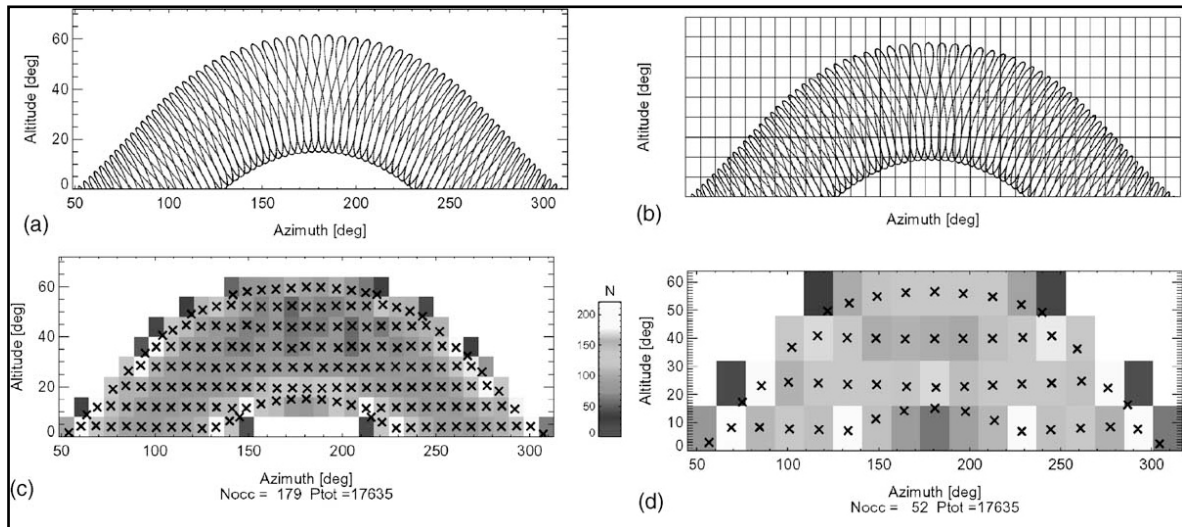 60
40
20
0
Altitude [deg]
50 100 150 200 250 300
Azimuth [deg]
(a)
Altitude [deg]
Azimuth [deg]
(b)
60
50
40
30
20
10
0
Altitude [deg]
50 100 150 200 250 300
Azimuth [deg]
Nocc = 179 Ptot =17635
(c)
N
200
150
100
50
0
60
50
40
30
20
10
0
Altitude [deg]
50 100 150 200 250 300
Azimuth [deg]
Nocc = 52 Ptot =17635
(d)